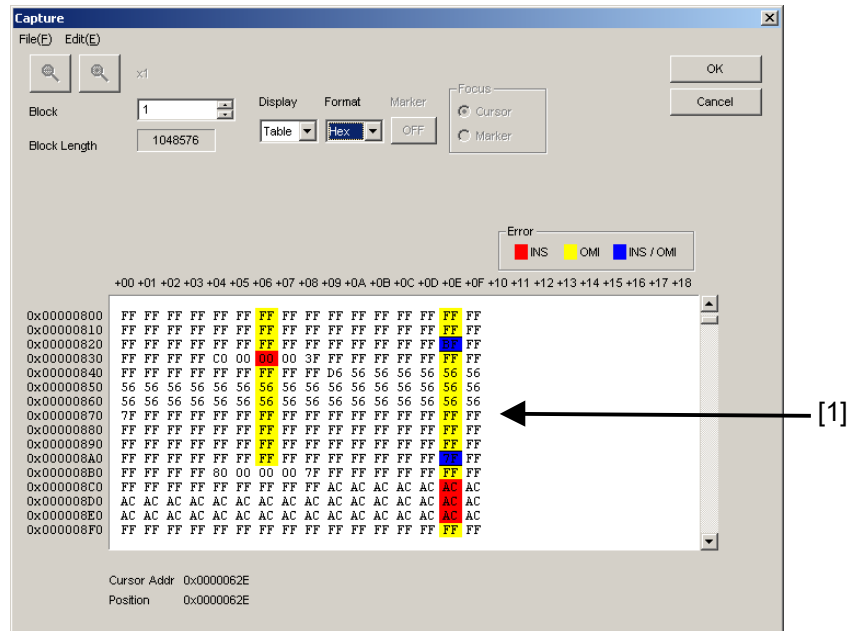 Capture
File(F) Edit(E)
x1
OK
Cancel
Block 1
Display Format Marker
Table Hex OFF
Focus
Cursor
Marker
Block Length 1048576
Error
INS OMI INS / OMI
+00 +01 +02 +03 +04 +05 +06 +07 +08 +09 +0A +0B +0C +0D +0E +0F +10 +11 +12 +13 +14 +15 +16 +17 +18
0x00000800 FF FF FF FF FF FF FF FF FF FF FF FF FF FF FF FF
0x00000810 FF FF FF FF FF FF FF FF FF FF FF FF FF FF FF FF
0x00000820 FF FF FF FF FF FF FF FF FF FF FF FF FF FF DF FF
0x00000830 FF FF FF FF C0 00 00 00 3F FF FF FF FF FF FF FF
0x00000840 FF FF FF FF FF FF FF FF FF D6 56 56 56 56 56 56
0x00000850 56 56 56 56 56 56 56 56 56 56 56 56 56 56 56 56
0x00000860 56 56 56 56 56 56 56 56 56 56 56 56 56 56 56 56
0x00000870 7F FF FF FF FF FF FF FF FF FF FF FF FF FF FF FF
0x00000880 FF FF FF FF FF FF FF FF FF FF FF FF FF FF FF FF
0x00000890 FF FF FF FF FF FF FF FF FF FF FF FF FF FF FF FF
0x000008A0 FF FF FF FF FF FF FF FF FF FF FF FF FF FF 7F FF
0x000008B0 FF FF FF FF 80 00 00 00 7F FF FF FF FF FF FF FF
0x000008C0 FF FF FF FF FF FF FF FF FF AC AC AC AC AC AC AC
0x000008D0 AC AC AC AC AC AC AC AC AC AC AC AC AC AC AC AC
0x000008E0 AC AC AC AC AC AC AC AC AC AC AC AC AC AC AC AC
0x000008F0 FF FF FF FF FF FF FF FF FF FF FF FF FF FF FF FF
[1]
Cursor Addr 0x0000062E
Position 0x0000062E